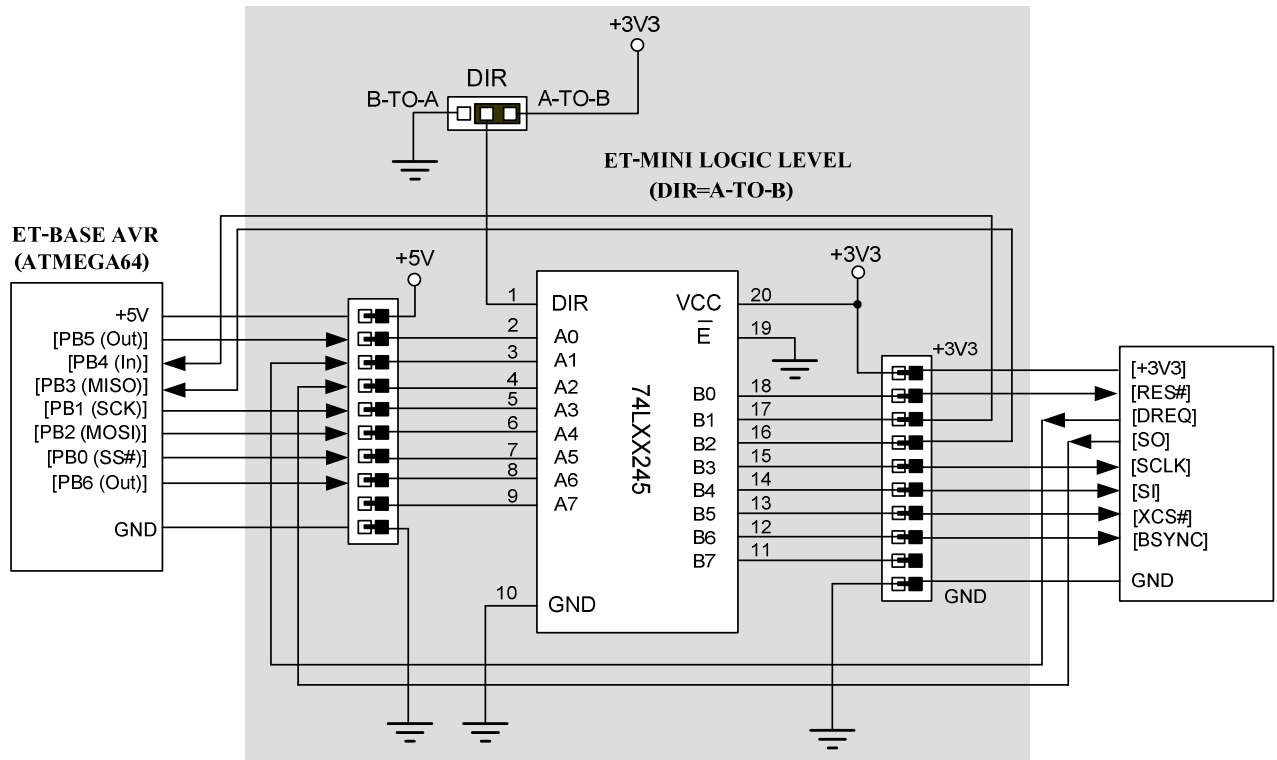 +3V3
DIR
B-TO-A
A-TO-B
ET-MINI LOGIC LEVEL
(DIR=A-TO-B)
ET-BASE AVR
(ATMEGA64)
+5V
[PB5 (Out)]
[PB4 (In)]
[PB3 (MISO)]
[PB1 (SCK)]
[PB2 (MOSI)]
[PB0 (SS#)]
[PB6 (Out)]
GND
+5V
1
2
3
4
5
6
7
8
9
10
DIR
A0
A1
A2
A3
A4
A5
A6
A7
GND
74LXX245
VCC
E
B0
B1
B2
B3
B4
B5
B6
B7
20
19
18
17
16
15
14
13
12
11
+3V3
+3V3
GND
[+3V3]
[RES#]
[DREQ]
[SO]
[SCLK]
[SI]
[XCS#]
[BSYNC]
GND